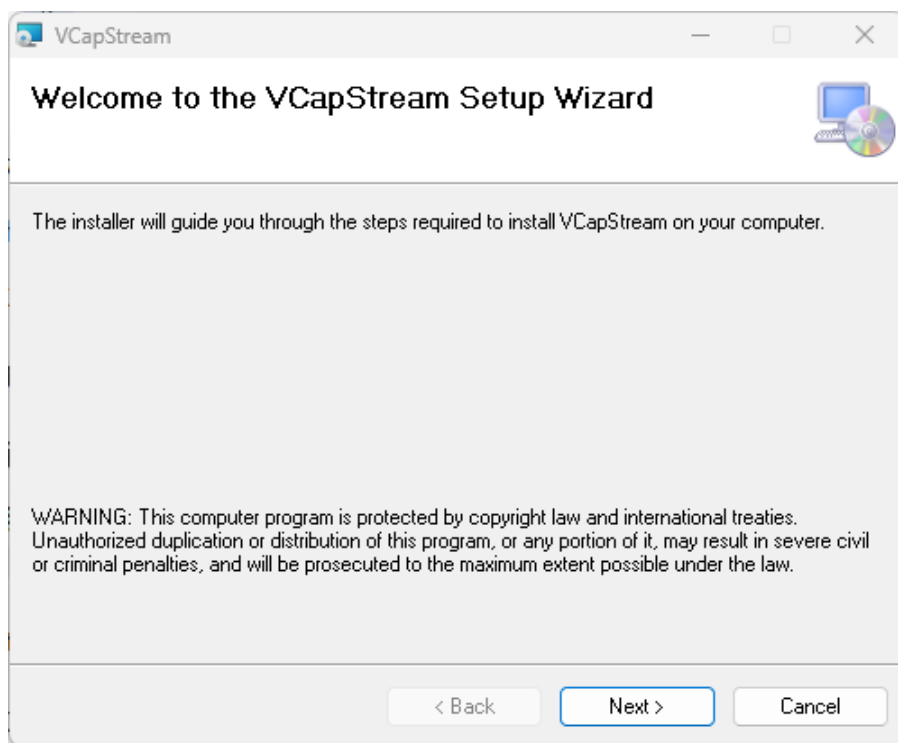 VCapStream
Welcome to the VCapStream Setup Wizard
The installer will guide you through the steps required to install VCapStream on your computer.
WARNING: This computer program is protected by copyright law and international treaties.
Unauthorized duplication or distribution of this program, or any portion of it, may result in severe civil
or criminal penalties, and will be prosecuted to the maximum extent possible under the law.
< Back Next > Cancel